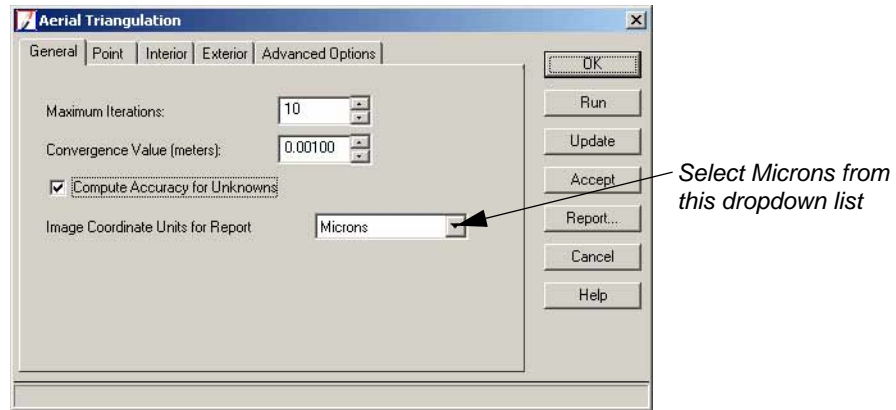 Aerial Triangulation
General Point Interior Exterior Advanced Options
OK
Maximum Iterations: 10
Run
Convergence Value (meters): 0.00100
Update
Compute Accuracy for Unknowns
Accept
Select Microns from
this dropdown list
Image Coordinate Units for Report Microns
Report...
Cancel
Help